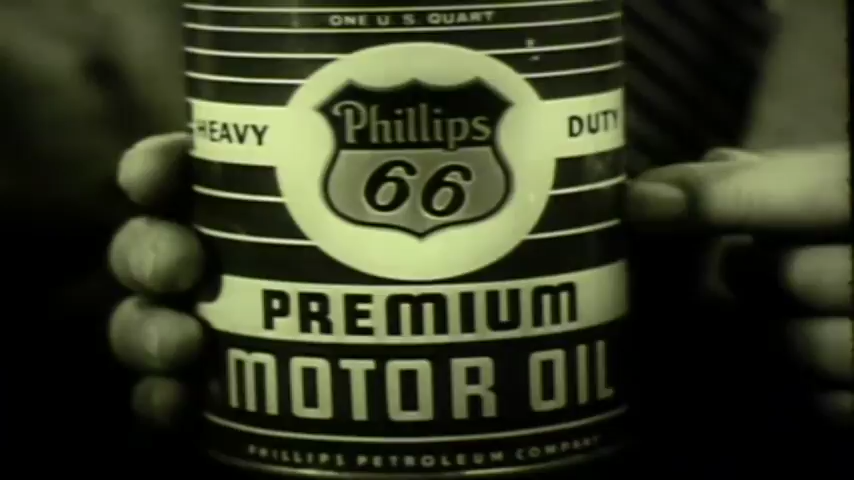 ONE U S QUART
HEAVY DUTY
Phillips
66
PREMIUM
MOTOR OIL
PHILLIPS PETROLEUM COMPANY